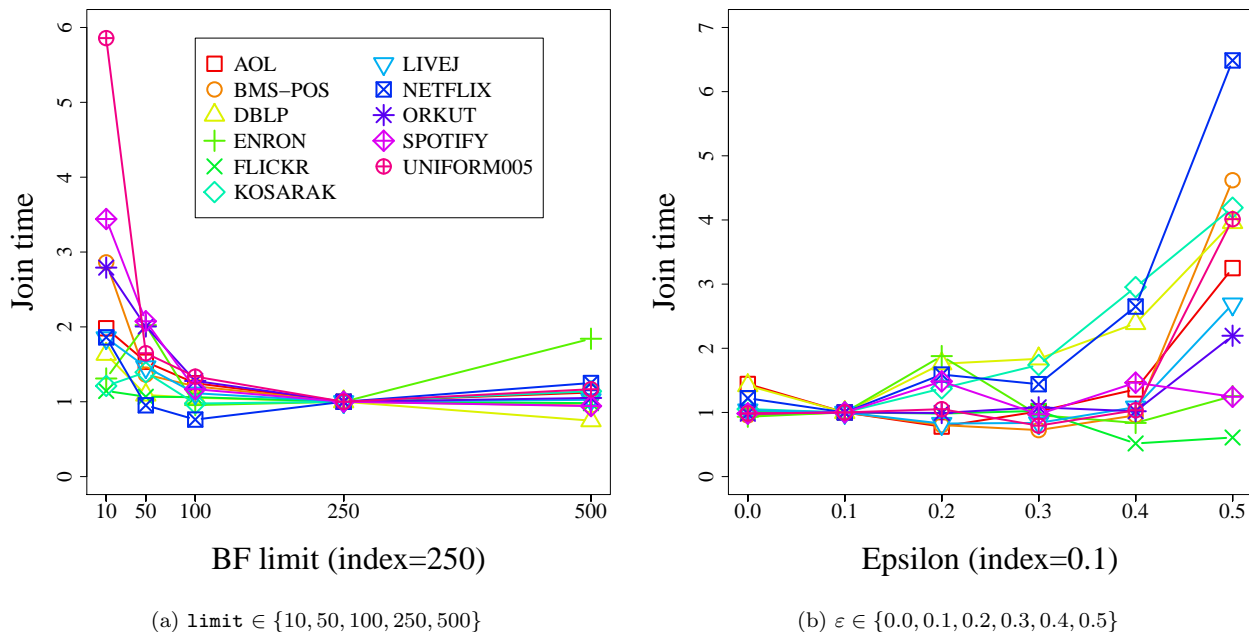 6
5
4
3
2
1
0
Join time
AOL
BMS−POS
DBLP
ENRON
FLICKR
KOSARAK
LIVEJ
NETFLIX
ORKUT
SPOTIFY
UNIFORM005
10 50 100 250 500
BF limit (index=250)
(a) limit ∈ {10, 50, 100, 250, 500}
7
6
5
4
3
2
1
0
Join time
0.0 0.1 0.2 0.3 0.4 0.5
Epsilon (index=0.1)
(b) ε ∈ {0.0, 0.1, 0.2, 0.3, 0.4, 0.5}